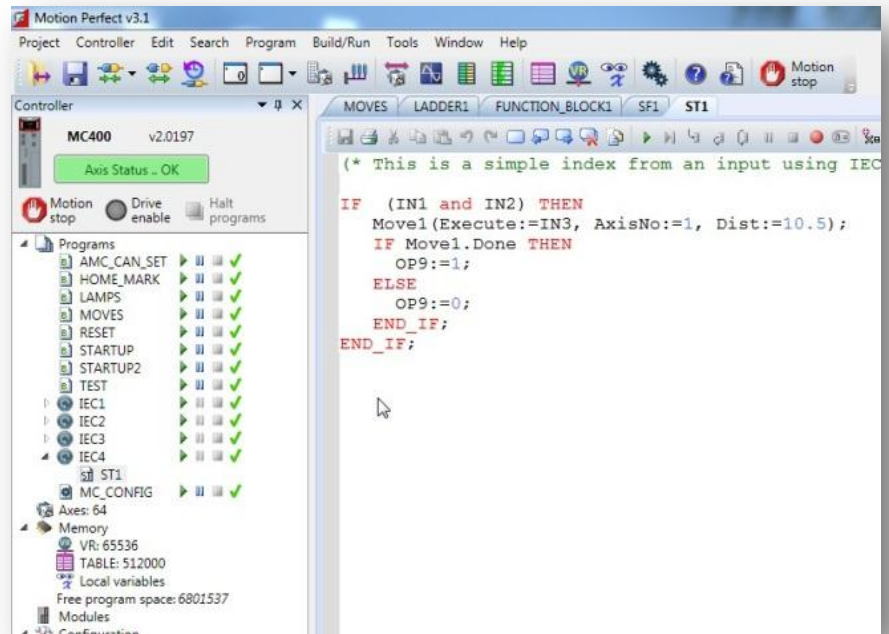 Motion Perfect v3.1
Project Controller Edit Search Program Build/Run Tools Window Help
Motion stop
Controller
MC400 v2.0197
Axis Status .. OK
Motion stop Drive enable Halt programs
MOVES LADDER1 FUNCTION_BLOCK1 SF1 ST1
(* This is a simple index from an input using IEC
IF (IN1 and IN2) THEN
Move1(Execute:=IN3, AxisNo:=1, Dist:=10.5);
IF Move1.Done THEN
OP9:=1;
ELSE
OP9:=0;
END_IF;
END_IF;
Programs
AMC_CAN_SET
HOME_MARK
LAMPS
MOVES
RESET
STARTUP
STARTUP2
TEST
IEC1
IEC2
IEC3
IEC4
ST ST1
MC_CONFIG
Axes: 64
Memory
VR: 65536
TABLE: 512000
Local variables
Free program space: 6801537
Modules
Configuration